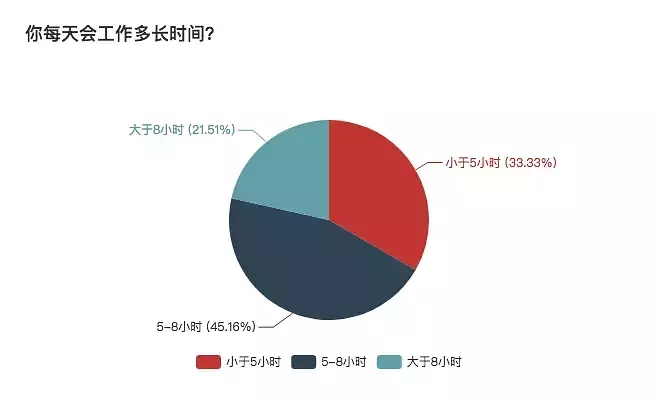 你每天会工作多长时间?
大于8小时 (21.51%)
小于5小时 (33.33%)
5-8小时 (45.16%)
小于5小时 5-8小时 大于8小时